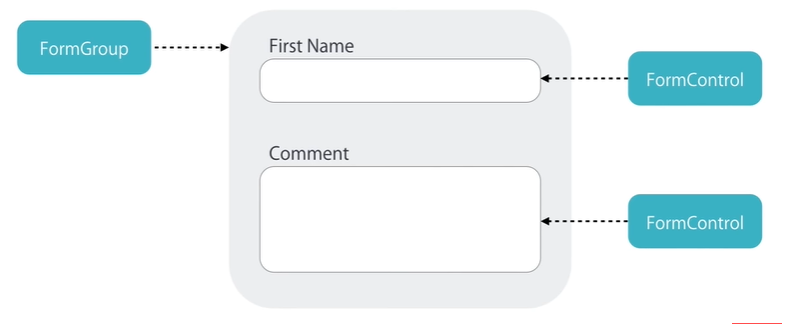 FormGroup
First Name
FormControl
Comment
FormControl